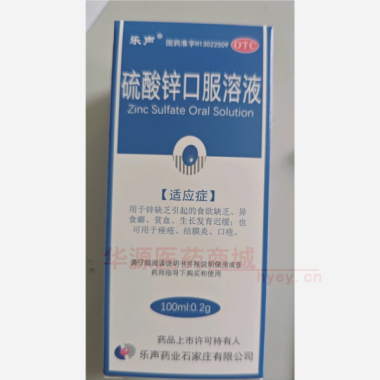 乐声®
国药准字H13022509
OTC
硫酸锌口服溶液
Zinc Sulfate Oral Solution
【适应症】
用于锌缺乏引起的食欲缺乏、异
食癖、贫血、生长发育迟缓；也
可用于痤疮、结膜炎、口疮。
华源医药商城
hyey.cn
请仔细阅读说明书并按说明使用或在
药师指导下购买和使用
100ml:0.2g
药品上市许可持有人
乐声药业石家庄有限公司